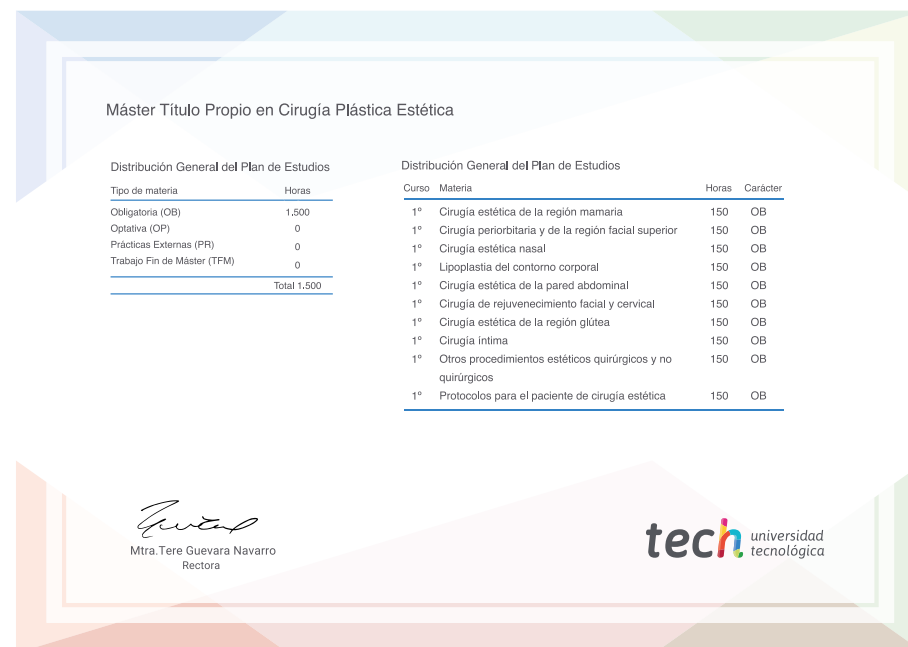 Máster Título Propio en Cirugía Plástica Estética
Distribución General del Plan de Estudios
Tipo de materia Horas
Obligatoria (OB) 1.500
Optativa (OP) 0
Prácticas Externas (PR) 0
Trabajo Fin de Máster (TFM) 0
Total 1.500
Distribución General del Plan de Estudios
Curso Materia Horas Carácter
1º Cirugía estética de la región mamaria 150 OB
1º Cirugía periorbitaria y de la región facial superior 150 OB
1º Cirugía estética nasal 150 OB
1º Lipoplastia del contorno corporal 150 OB
1º Cirugía estética de la pared abdominal 150 OB
1º Cirugía de rejuvenecimiento facial y cervical 150 OB
1º Cirugía estética de la región glútea 150 OB
1º Cirugía íntima 150 OB
1º Otros procedimientos estéticos quirúrgicos y no 150 OB
quirúrgicos
1º Protocolos para el paciente de cirugía estética 150 OB
Mtra.Tere Guevara Navarro
Rectora
tech universidad
tecnológica